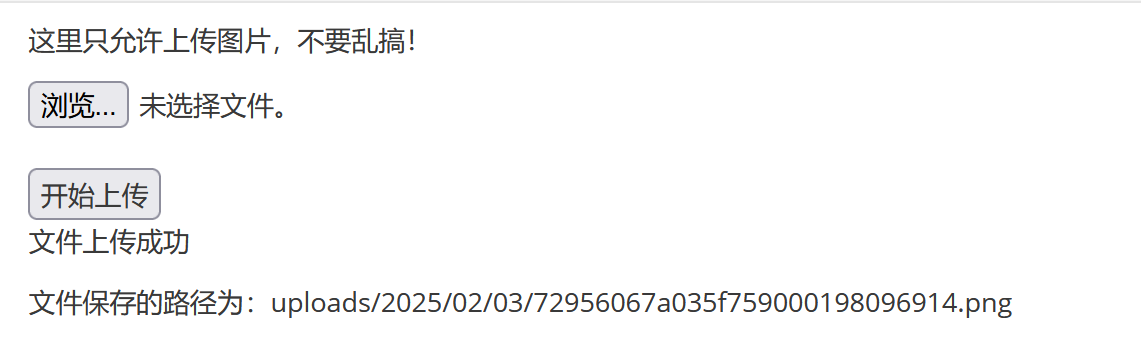 这里只允许上传图片，不要乱搞！
浏览... 未选择文件。
开始上传
文件上传成功
文件保存的路径为：uploads/2025/02/03/72956067a035f759000198096914.png